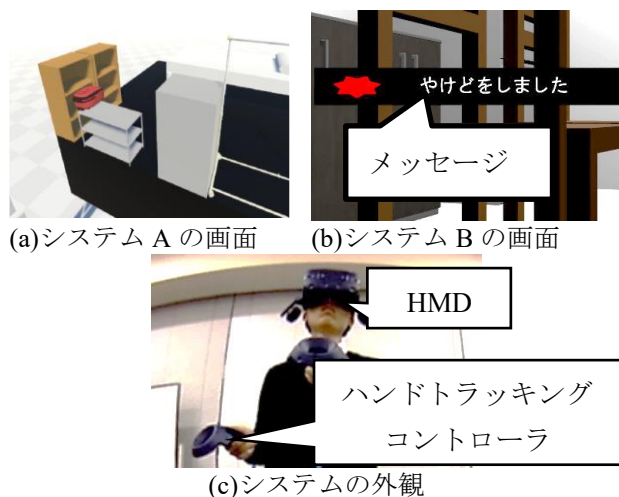 やけどをしました
メッセージ
(a)システム A の画面
(b)システム B の画面
HMD
ハンドトラッキング
コントローラ
(c)システムの外観